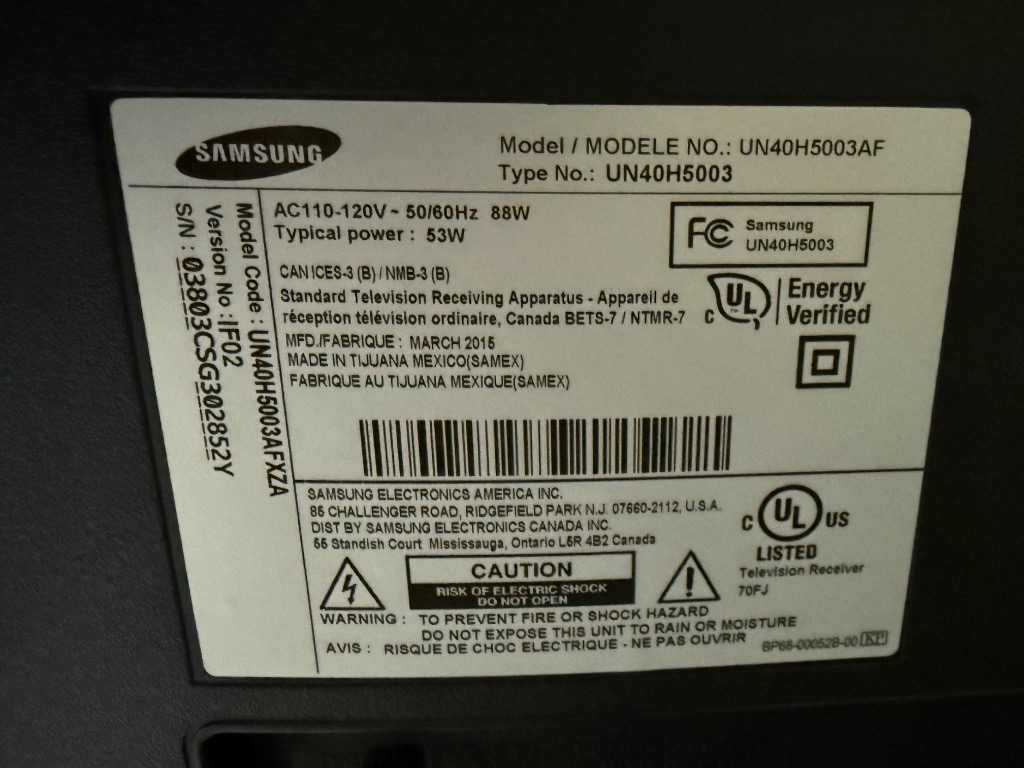 SAMSUNG
Model / MODELE NO.: UN40H5003AF
Type No.: UN40H5003
Model Code : UN40H5003AFXZA
Version No :IF02
S/N : 03803CSG302852Y
AC110-120V ~ 50/60Hz 88W
Typical power : 53W
FC Samsung
UN40H5003
CAN ICES-3 (B) / NMB-3 (B)
Standard Television Receiving Apparatus - Appareil de
réception télévision ordinaire, Canada BETS-7 / NTMR-7
C UL TM Energy
Verified
MFD./FABRIQUE : MARCH 2015
MADE IN TIJUANA MEXICO(SAMEX)
FABRIQUE AU TIJUANA MEXIQUE(SAMEX)
SAMSUNG ELECTRONICS AMERICA INC.
85 CHALLENGER ROAD, RIDGEFIELD PARK N.J. 07660-2112, U.S.A.
DIST BY SAMSUNG ELECTRONICS CANADA INC.
55 Standish Court Mississauga, Ontario L5R 4B2 Canada
C UL US
LISTED
Television Receiver
70FJ
CAUTION
RISK OF ELECTRIC SHOCK
DO NOT OPEN
WARNING : TO PREVENT FIRE OR SHOCK HAZARD
DO NOT EXPOSE THIS UNIT TO RAIN OR MOISTURE
AVIS : RISQUE DE CHOC ELECTRIQUE - NE PAS OUVRIR
BP68-00052B-00 KP